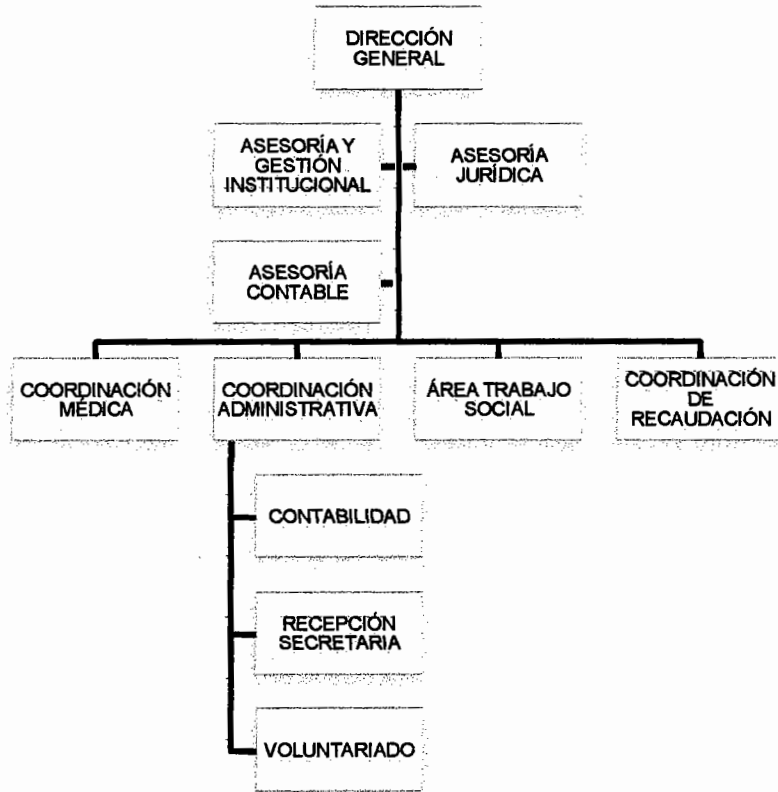 DIRECCIÓN
GENERAL
ASESORÍA Y
GESTIÓN
INSTITUCIONAL
ASESORÍA
JURÍDICA
ASESORÍA
CONTABLE
COORDINACIÓN
MÉDICA
COORDINACIÓN
ADMINISTRATIVA
ÁREA TRABAJO
SOCIAL
COORDINACIÓN
DE
RECAUDACIÓN
CONTABILIDAD
RECEPCIÓN
SECRETARIA
VOLUNTARIADO